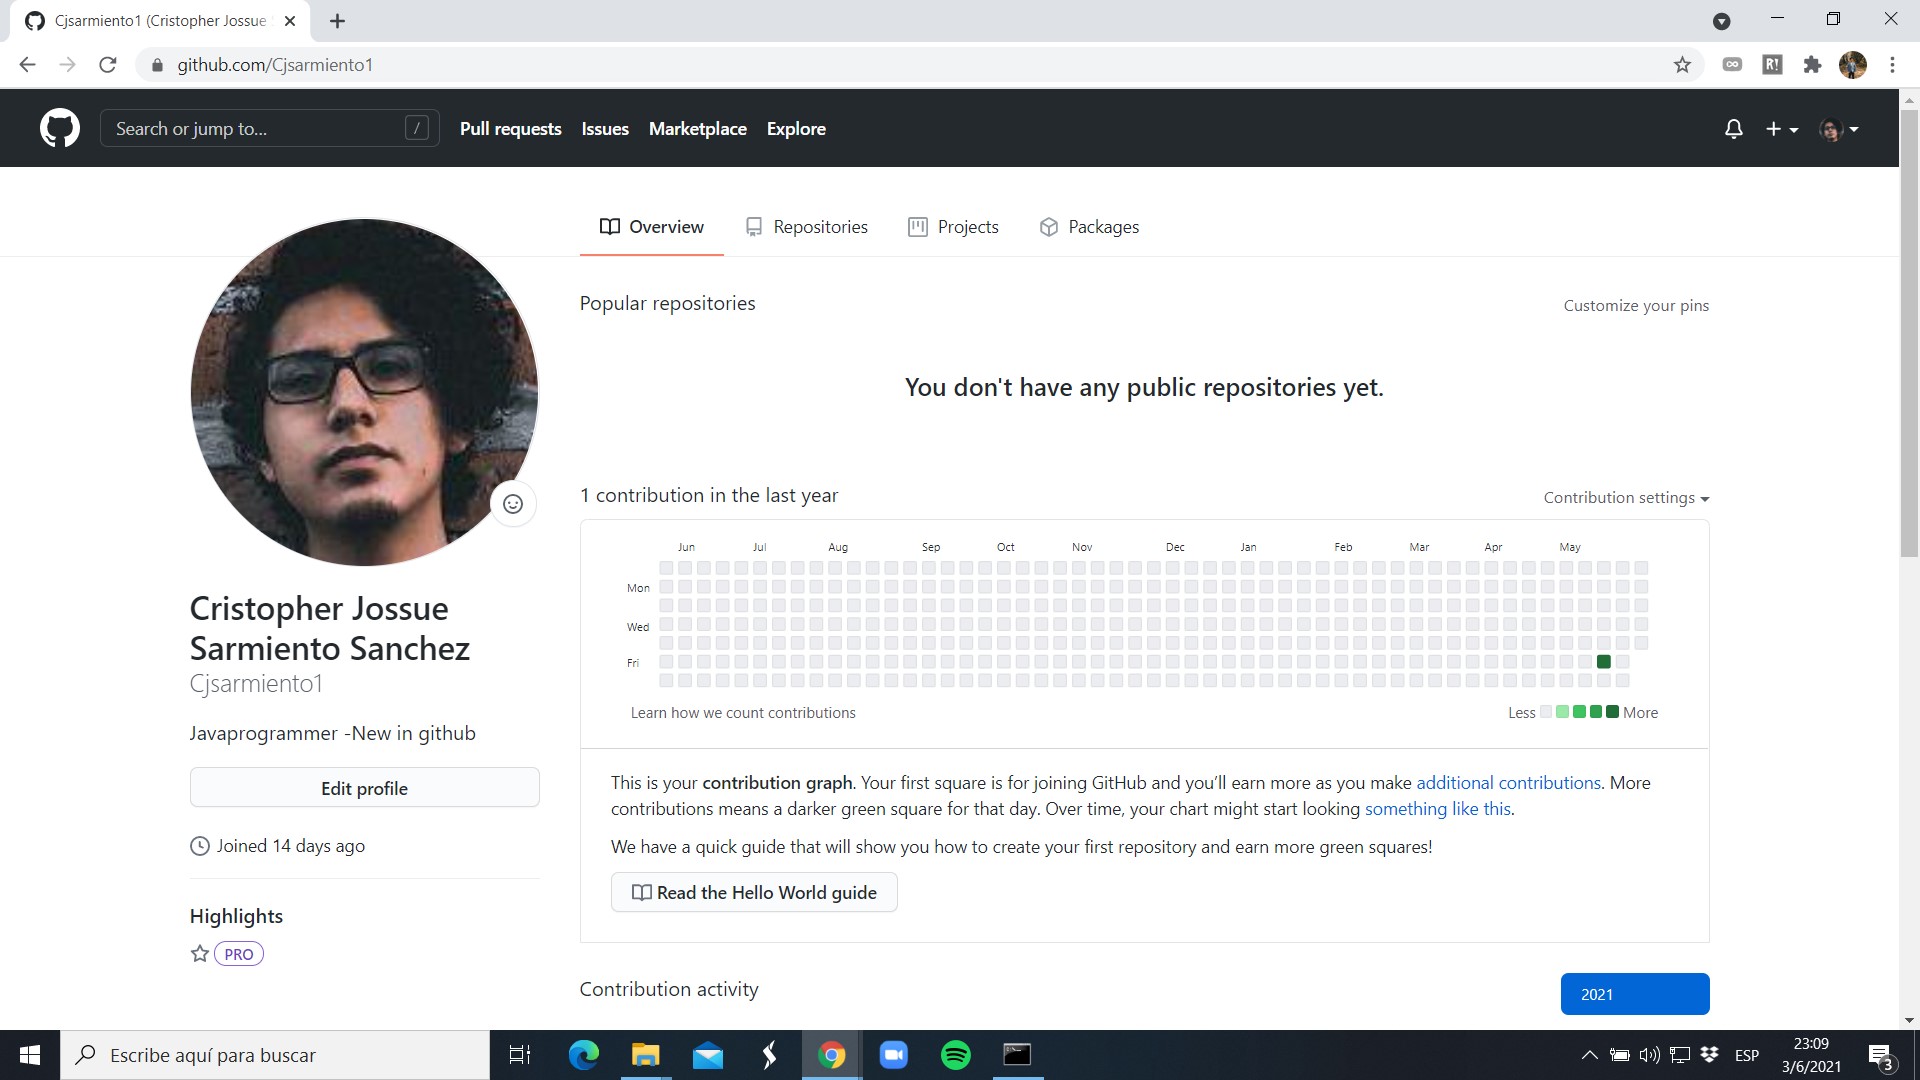 Cjsarmiento1 (Cristopher Jossue
github.com/Cjsarmiento1
R!
Search or jump to...
/
Pull requests
Issues
Marketplace
Explore
Overview
Repositories
Projects
Packages
Popular repositories
Customize your pins
You don't have any public repositories yet.
1 contribution in the last year
Contribution settings
Jun Jul Aug Sep Oct Nov Dec Jan Feb Mar Apr May
Mon
Wed
Fri
Learn how we count contributions
Less
More
Cristopher Jossue
Sarmiento Sanchez
Cjsarmiento1
Javaprogrammer -New in github
Edit profile
Joined 14 days ago
Highlights
PRO
This is your contribution graph. Your first square is for joining GitHub and you’ll earn more as you make additional contributions. More
contributions means a darker green square for that day. Over time, your chart might start looking something like this.
We have a quick guide that will show you how to create your first repository and earn more green squares!
Read the Hello World guide
Contribution activity
2021
Escribe aquí para buscar
ESP
23:09
3/6/2021
3